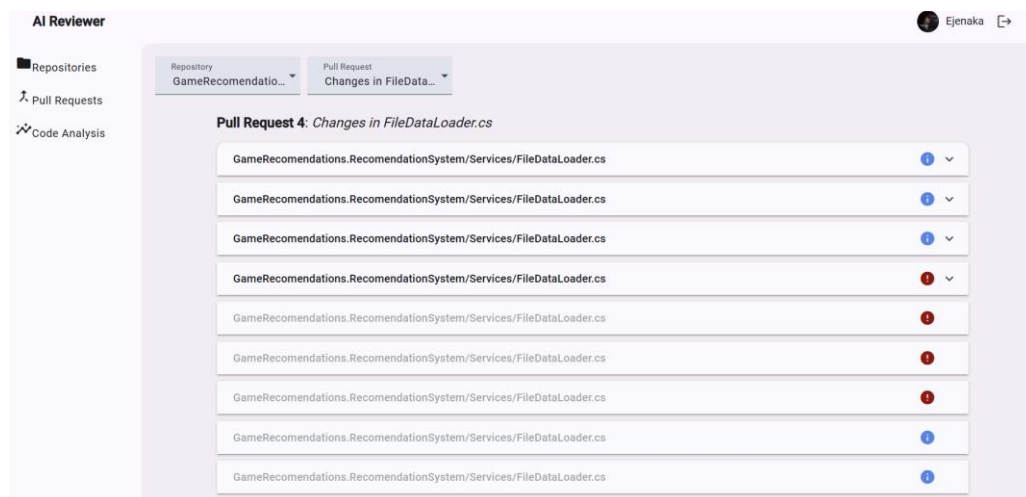 AI Reviewer
Ejenaka
Repositories
Pull Requests
Code Analysis
Repository
GameRecomendatio...
Pull Request
Changes in FileData...
Pull Request 4: Changes in FileDataLoader.cs
GameRecomendations.RecomendationSystem/Services/FileDataLoader.cs
GameRecomendations.RecomendationSystem/Services/FileDataLoader.cs
GameRecomendations.RecomendationSystem/Services/FileDataLoader.cs
GameRecomendations.RecomendationSystem/Services/FileDataLoader.cs
GameRecomendations.RecomendationSystem/Services/FileDataLoader.cs
GameRecomendations.RecomendationSystem/Services/FileDataLoader.cs
GameRecomendations.RecomendationSystem/Services/FileDataLoader.cs
GameRecomendations.RecomendationSystem/Services/FileDataLoader.cs
GameRecomendations.RecomendationSystem/Services/FileDataLoader.cs